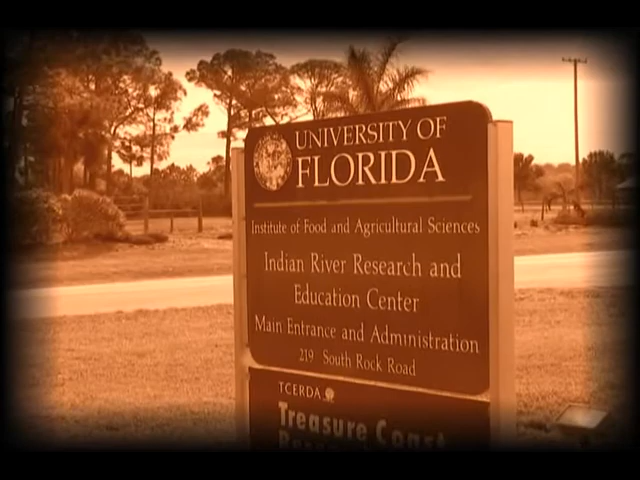 UNIVERSITY OF
FLORIDA
Institute of Food and Agricultural Sciences
Indian River Research and
Education Center
Main Entrance and Administration
219 South Rock Road
TCERDA
Treasure Coast